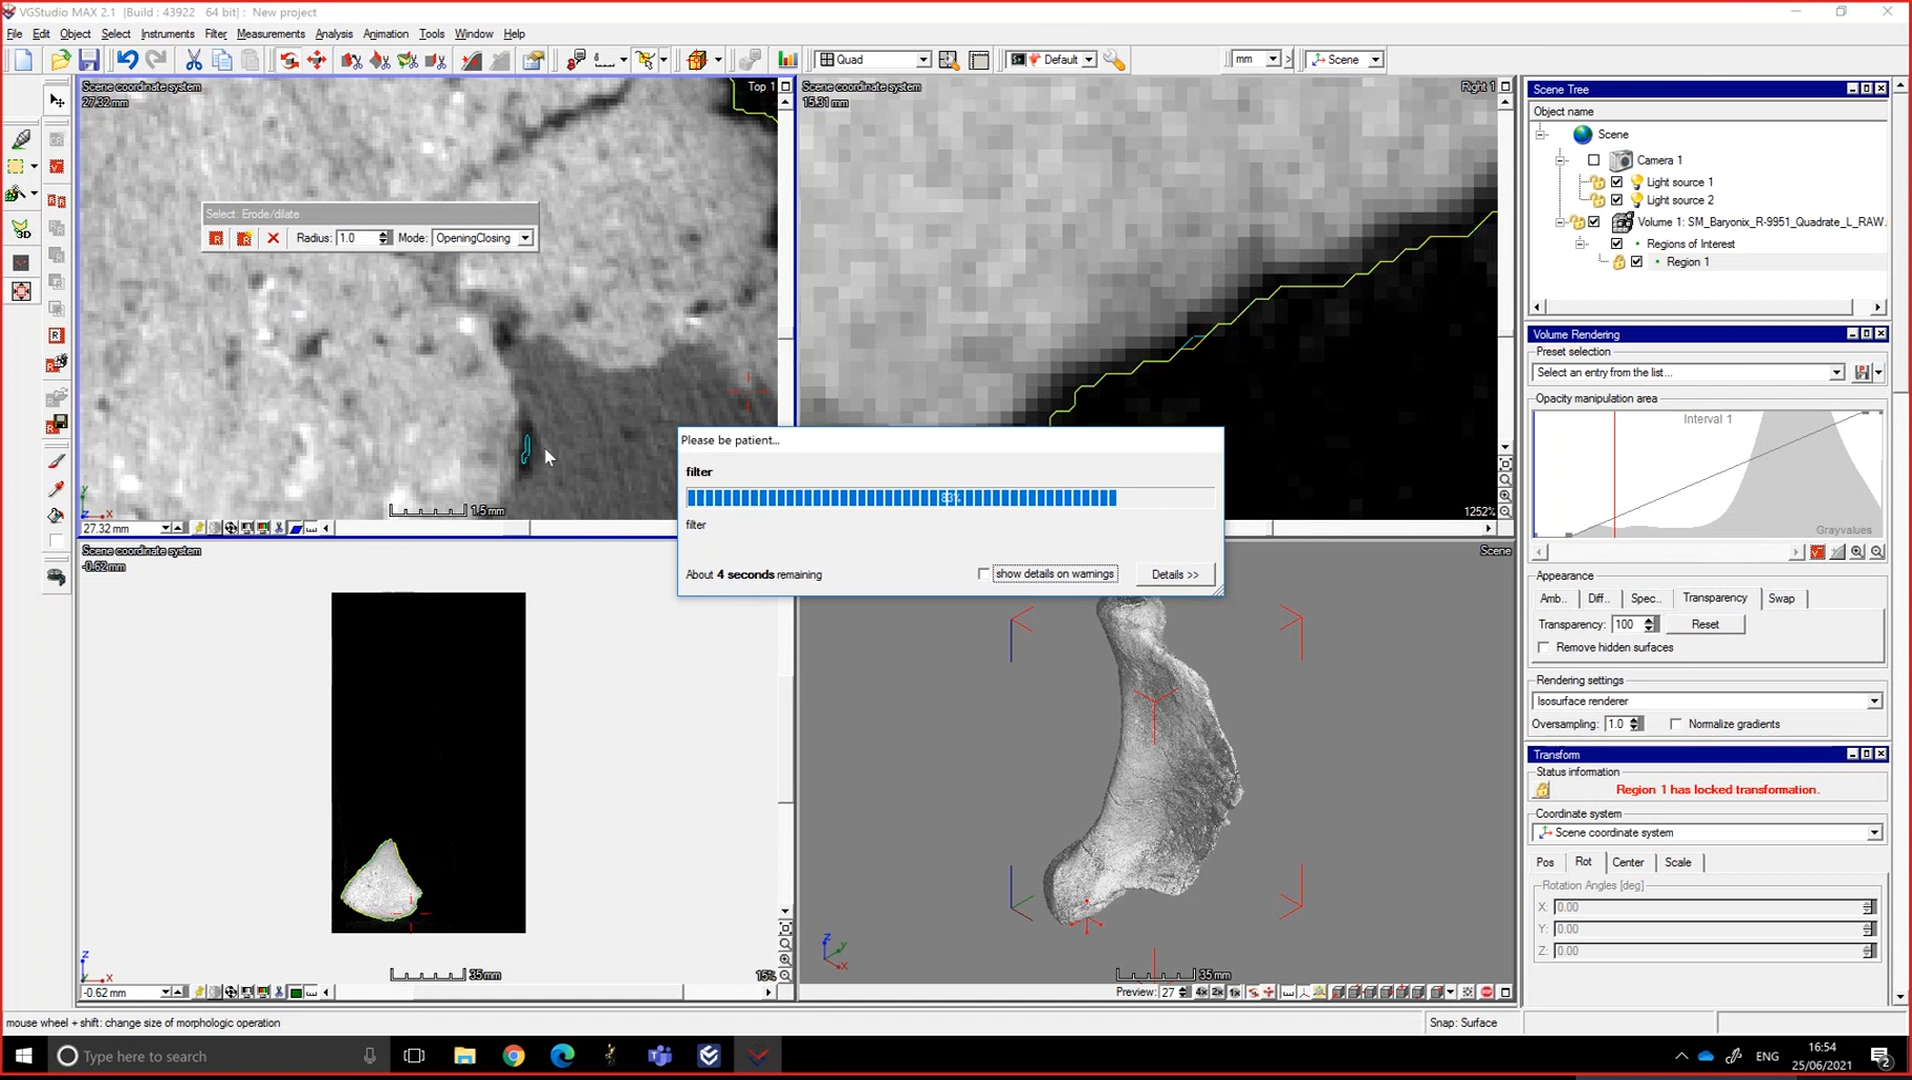 VGStudio MAX 2.1 [Build : 43922 64 bit] : New project
File Edit Object Select Instruments Filter Measurements Analysis Animation Tools Window Help
Quad
Default
mm
Scene
Scene coordinate system
27.32 mm
Top 1
Select: Erode/dilate
Radius: 1.0 Mode: OpeningClosing
1.5 mm
27.32 mm
Scene coordinate system
15.31 mm
Right 1
1252%
Please be patient...
filter
83%
filter
About 4 seconds remaining
show details on warnings
Details >>
Scene coordinate system
-0.62 mm
35 mm
15%
-0.62 mm
Scene
35 mm
Preview: 27
Scene Tree
Object name
Scene
Camera 1
Light source 1
Light source 2
Volume 1: SM_Baryonix_R-9951_Quadrate_L_RAW.
Regions of Interest
Region 1
Volume Rendering
Preset selection
Select an entry from the list...
Opacity manipulation area
Interval 1
Grayvalues
Appearance
Amb.. Diff.. Spec.. Transparency Swap
Transparency: 100 Reset
Remove hidden surfaces
Rendering settings
Isosurface renderer
Oversampling: 1.0 Normalize gradients
Transform
Status information
Region 1 has locked transformation.
Coordinate system
Scene coordinate system
Pos Rot Center Scale
Rotation Angles [deg]
X: 0.00
Y: 0.00
Z: 0.00
mouse wheel + shift: change size of morphologic operation
Snap: Surface
Type here to search
ENG
16:54
25/06/2021
2